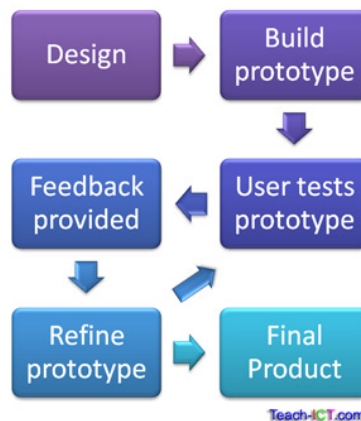 Design
Build
prototype
Feedback
provided
User tests
prototype
Refine
prototype
Final
Product
Teach-ICT.com